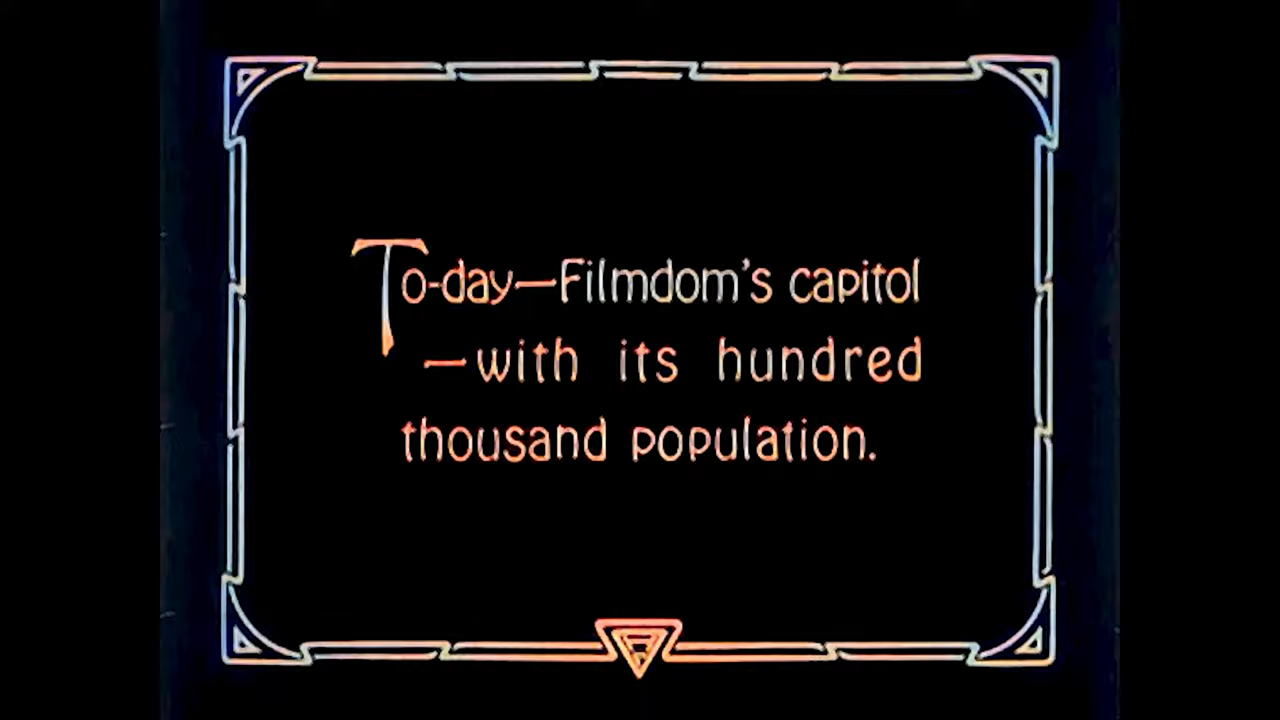 To-day—Filmdom's capitol
—with its hundred
thousand population.